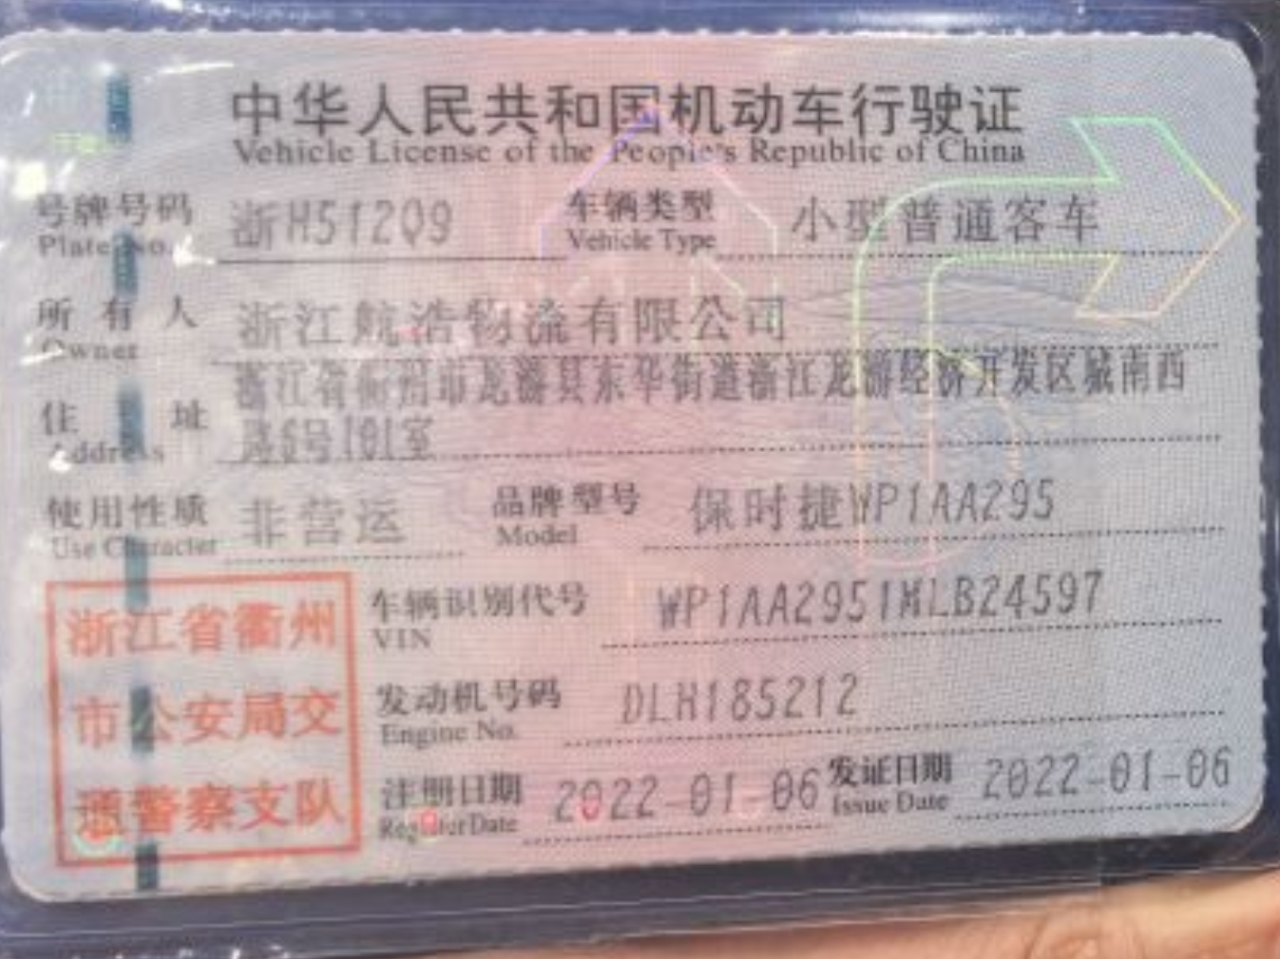 中华人民共和国机动车行驶证
Vehicle License of the People's Republic of China
号牌号码 浙H512Q9 车辆类型 小型普通客车
Plate No. Vehicle Type
所有人 浙江航浩物流有限公司
Owner
浙江省衢州市龙游县东华街道浙江龙游经济开发区城南西
住址 路6号101室
Address
使用性质 非营运 品牌型号 保时捷WP1AA295
Use Character Model
浙江省衢州
市公安局交
通警察支队
车辆识别代号 WP1AA2951MLB24597
VIN
发动机号码 DLH185212
Engine No.
注册日期 2022-01-06 发证日期 2022-01-06
Register Date Issue Date